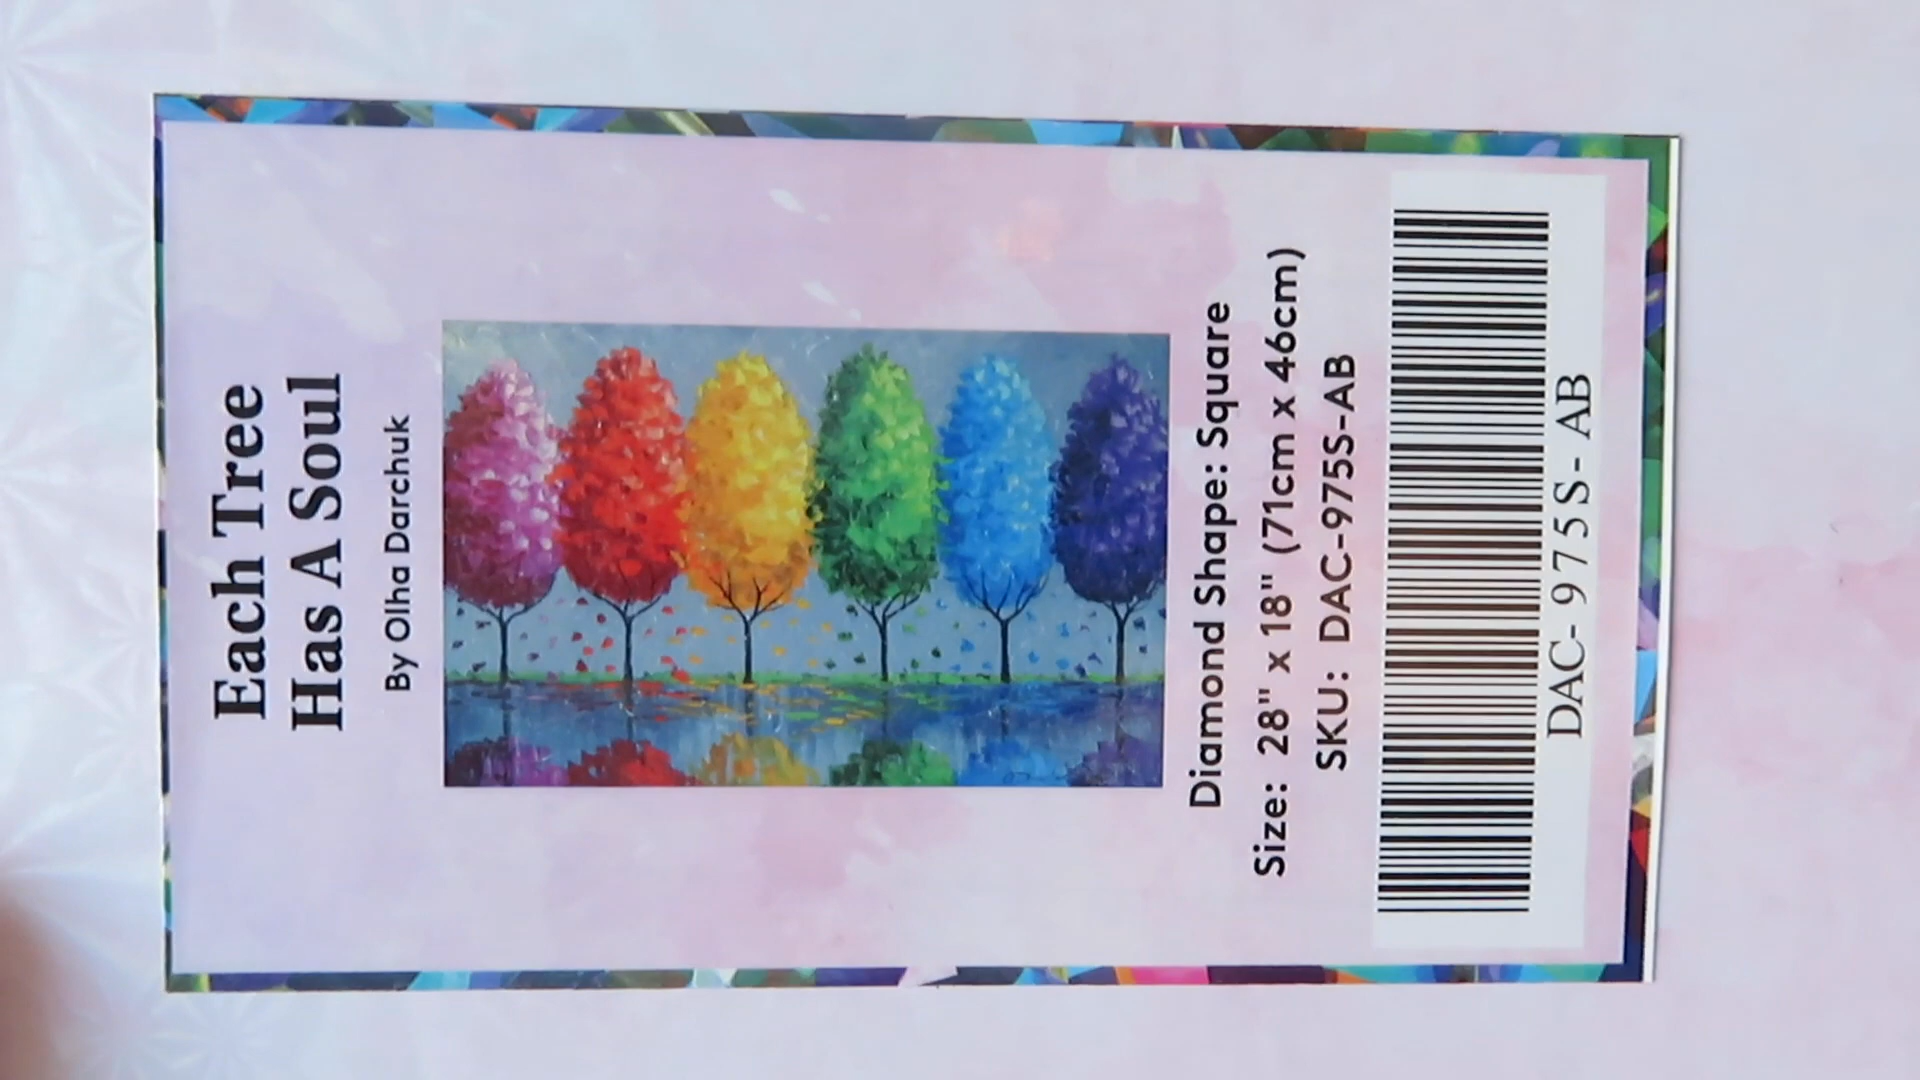 Each Tree
Has A Soul
By Olha Darchuk
Diamond Shape: Square
Size: 28" x 18" (71cm x 46cm)
SKU: DAC-975S-AB
DAC-975S-AB